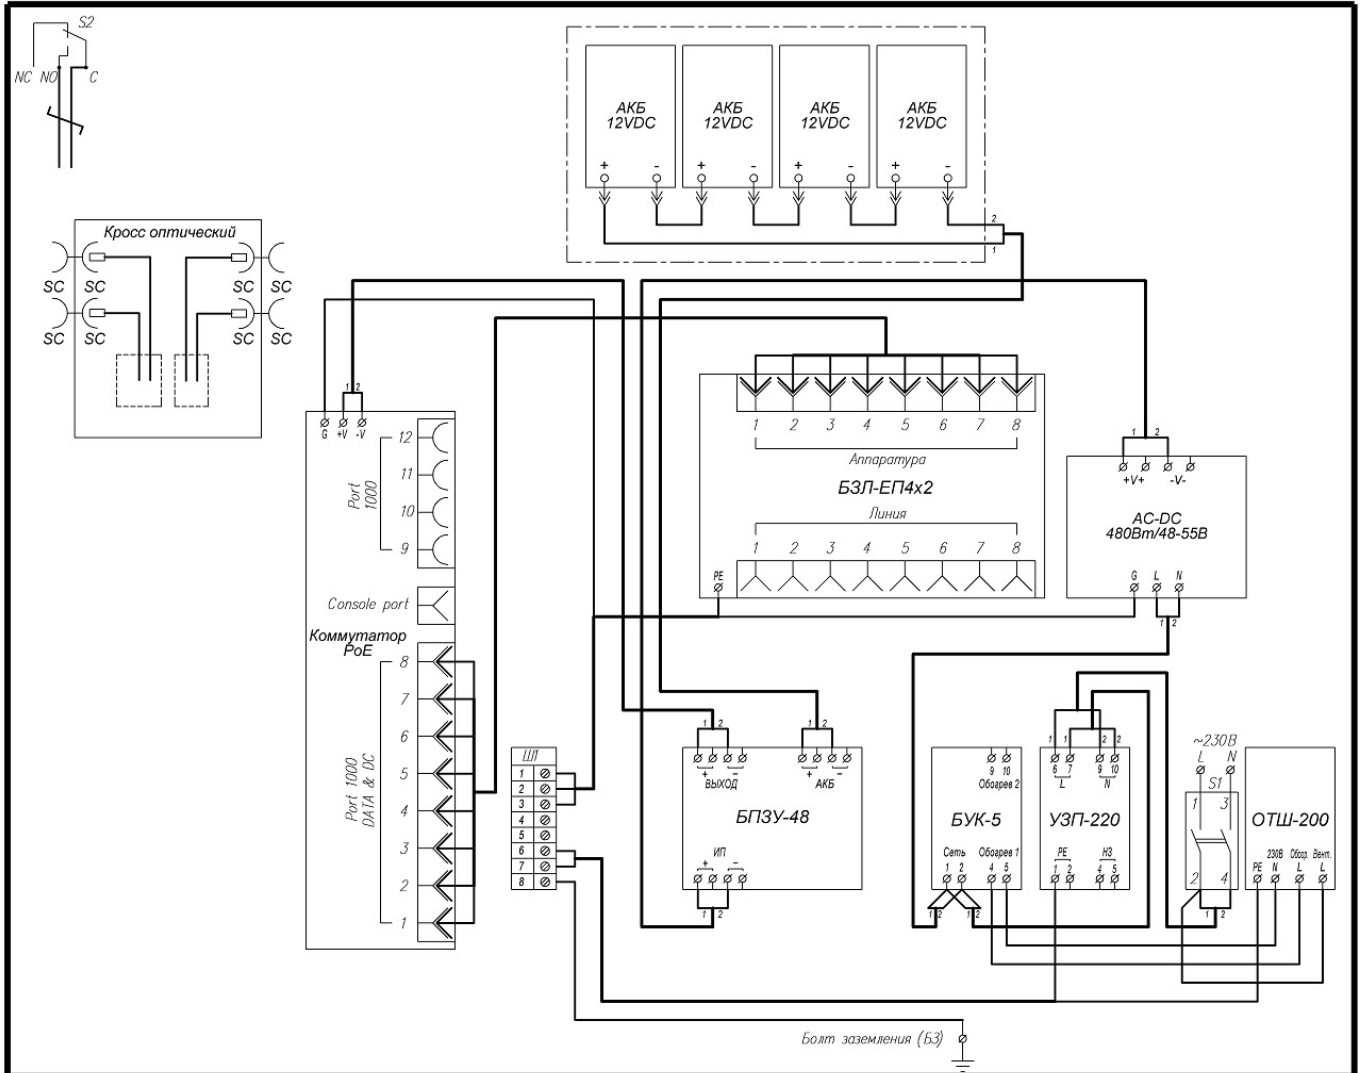 S2
NC NO C
АКБ 12VDC
АКБ 12VDC
АКБ 12VDC
АКБ 12VDC
+ - + - + - + -
2
1
Кросс оптический
SC SC SC SC
SC SC SC SC
1 2
G +V -V
12
11
10
9
Port 1000
Console port
Коммутатор PoE
8
7
6
5
4
3
2
1
Port 1000 DATA & DC
1 2 3 4 5 6 7 8
Аппаратура
БЗЛ-ЕП4х2
Линия
1 2 3 4 5 6 7 8
PE
1 2
+V+ -V-
AC-DC
480Вт/48-55В
G L N
1 2
Ш1
1
2
3
4
5
6
7
8
1 2 1 2
+ - + -
ВЫХОД АКБ
БПЗУ-48
ИП
+ -
1 2
9 10
Обогрев 2
БУК-5
Сеть Обогрев 1
1 2 4 5
1 2 1 2
1 1 2 2
6 7 9 10
L N
УЗП-220
PE НЗ
1 2 4 5
~230В
L N
S1
1 3
2 4
1 2
ОТШ-200
PE 230В N Обогр. L Вент. L
Болт заземления (БЗ)